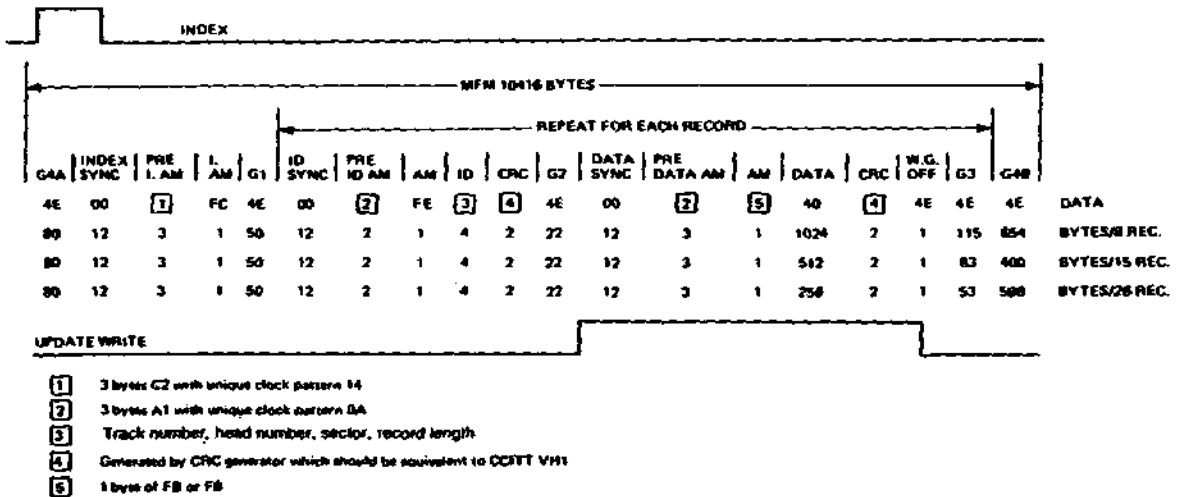 INDEX
MFM 10416 BYTES
REPEAT FOR EACH RECORD
G4A INDEX SYNC PRE I. AM I. AM G1 ID SYNC PRE ID AM AM ID CRC G2 DATA SYNC PRE DATA AM AM DATA CRC W.G. OFF G3 G4B
4E 00 1 FC 4E 00 2 FE 3 4 4E 00 2 5 40 4 4E 4E 4E DATA
80 12 3 1 50 12 2 1 4 2 22 12 3 1 1024 2 1 115 654 BYTES/8 REC.
80 12 3 1 50 12 2 1 4 2 22 12 3 1 512 2 1 83 400 BYTES/15 REC.
80 12 3 1 50 12 2 1 4 2 22 12 3 1 256 2 1 53 598 BYTES/26 REC.
UPDATE WRITE
1 3 bytes C2 with unique clock pattern 14
2 3 bytes A1 with unique clock pattern 0A
3 Track number, head number, sector, record length
4 Generated by CRC generator which should be equivalent to CCITT
5 1 byte of FB or F8